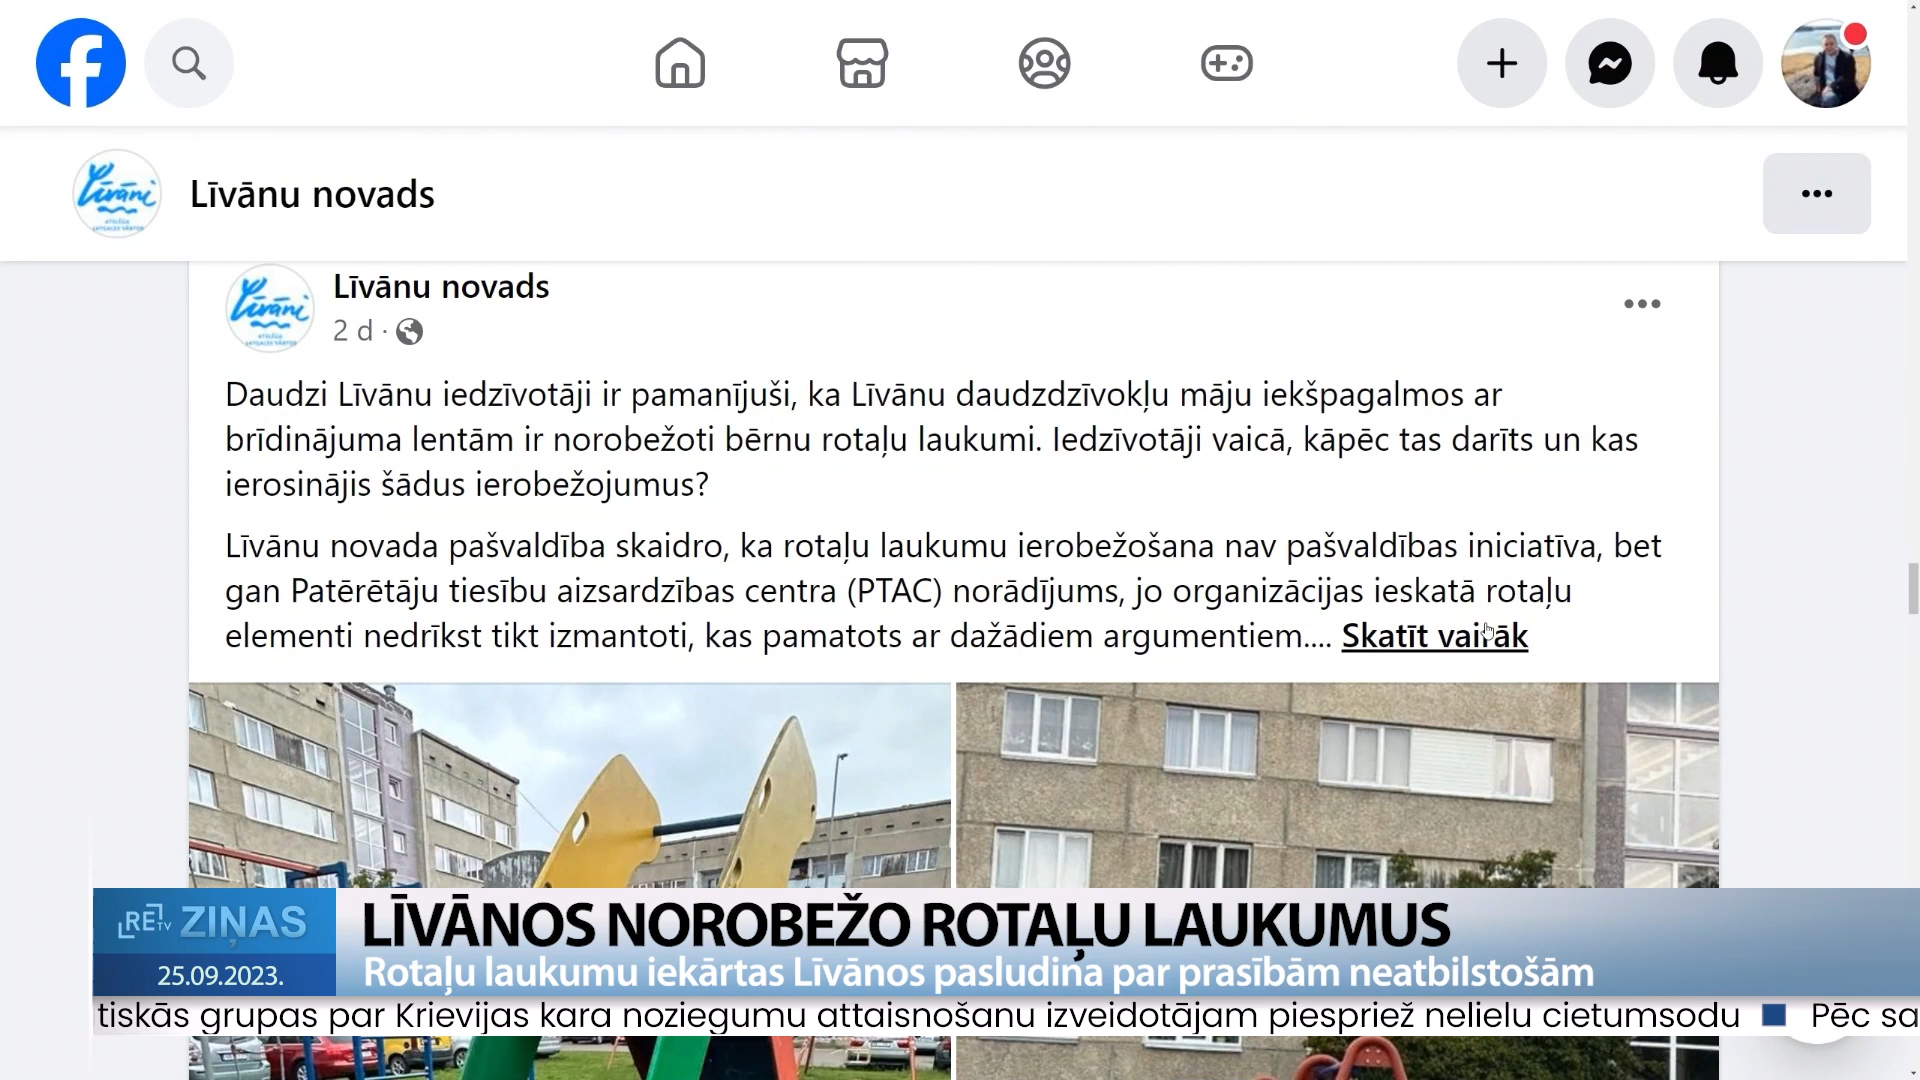 Līvānu novads
Līvānu novads
2 d ·
Daudzi Līvānu iedzīvotāji ir pamanījuši, ka Līvānu daudzdzīvokļu māju iekšpagalmos ar
brīdinājuma lentām ir norobežoti bērnu rotaļu laukumi. Iedzīvotāji vaicā, kāpēc tas darīts un kas
ierosinājis šādus ierobežojumus?
Līvānu novada pašvaldība skaidro, ka rotaļu laukumu ierobežošana nav pašvaldības iniciatīva, bet
gan Patērētāju tiesību aizsardzības centra (PTAC) norādījums, jo organizācijas ieskatā rotaļu
elementi nedrīkst tikt izmantoti, kas pamatots ar dažādiem argumentiem.... Skatīt vairāk
RE TV ZIŅAS
25.09.2023.
LĪVĀNOS NOROBEŽO ROTAĻU LAUKUMUS
Rotaļu laukumu iekārtas Līvānos pasludina par prasībām neatbilstošām
tiskās grupas par Krievijas kara noziegumu attaisnošanu izveidotājam piespriež nelielu cietumsodu ■ Pēc sa